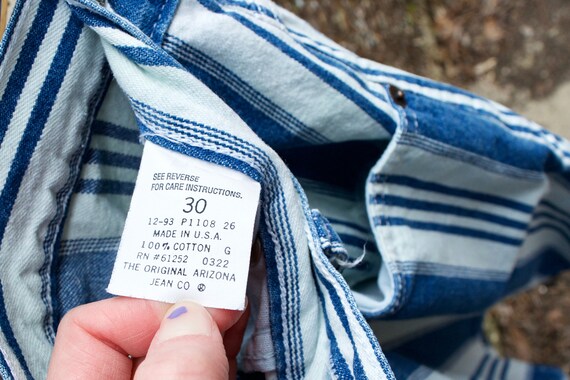 SEE REVERSE
FOR CARE INSTRUCTIONS.
30
12-93 P1108 26
MADE IN U.S.A.
100% COTTON G
RN #61252 0322
THE ORIGINAL ARIZONA
JEAN CO.